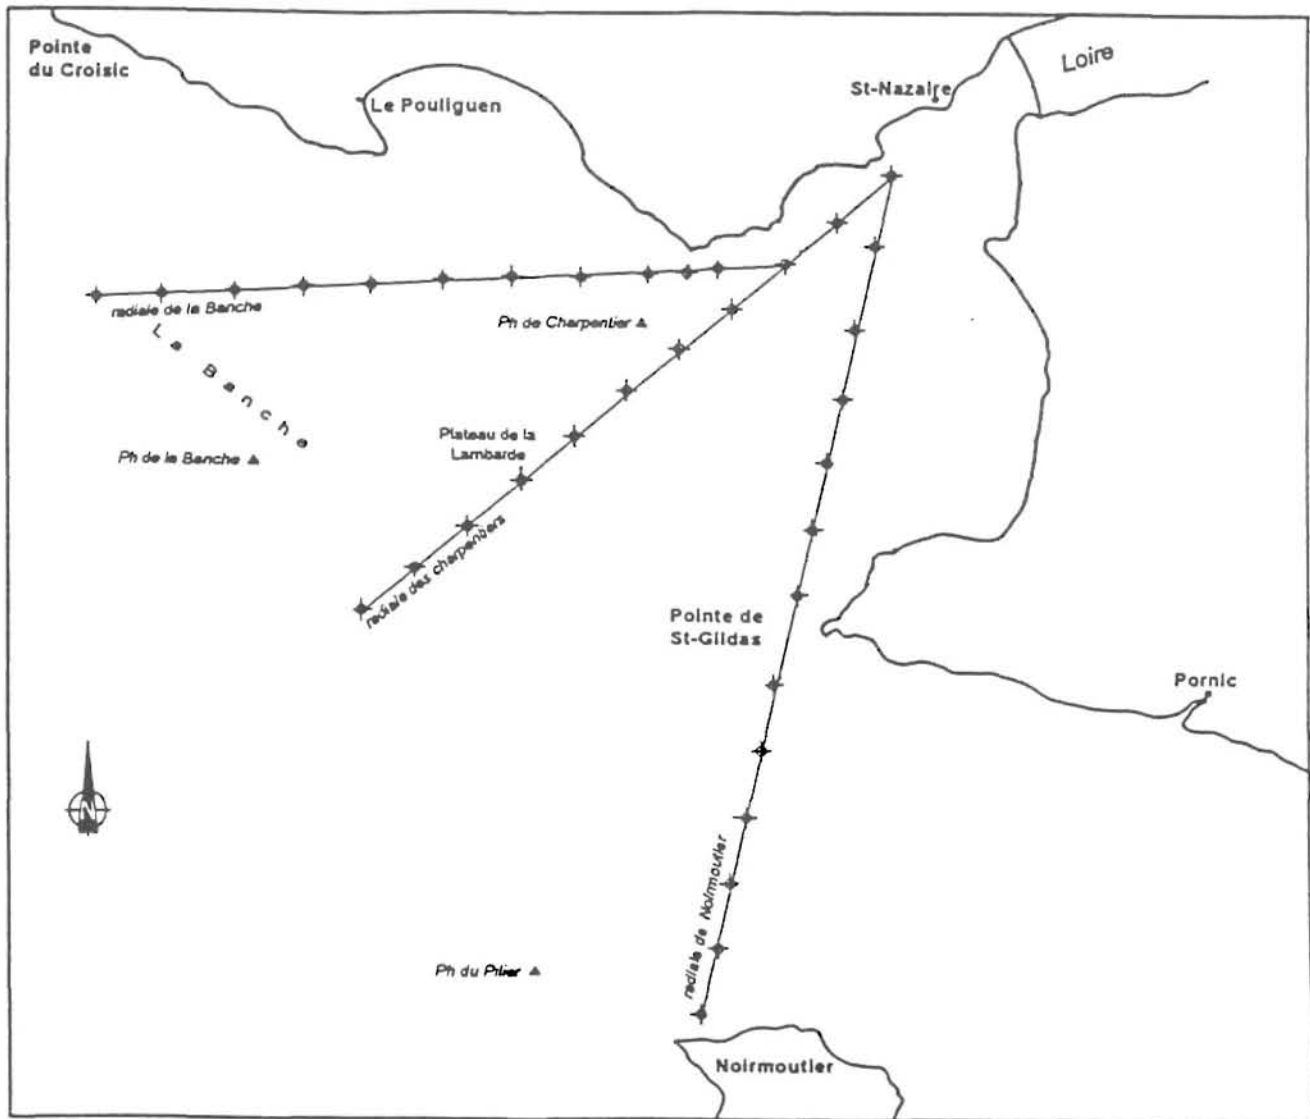 Pointe
du Croisic
Le Pouliguen
St-Nazaire
Loire
radiale de la Banche
La Banche
Ph de Charpentier
Ph de la Banche
Plateau de la
Lambarde
radiale des charpentiers
Pointe de
St-Gildas
Pornic
N
radiale de Noirmoutier
Ph du Pilier
Noirmoutier